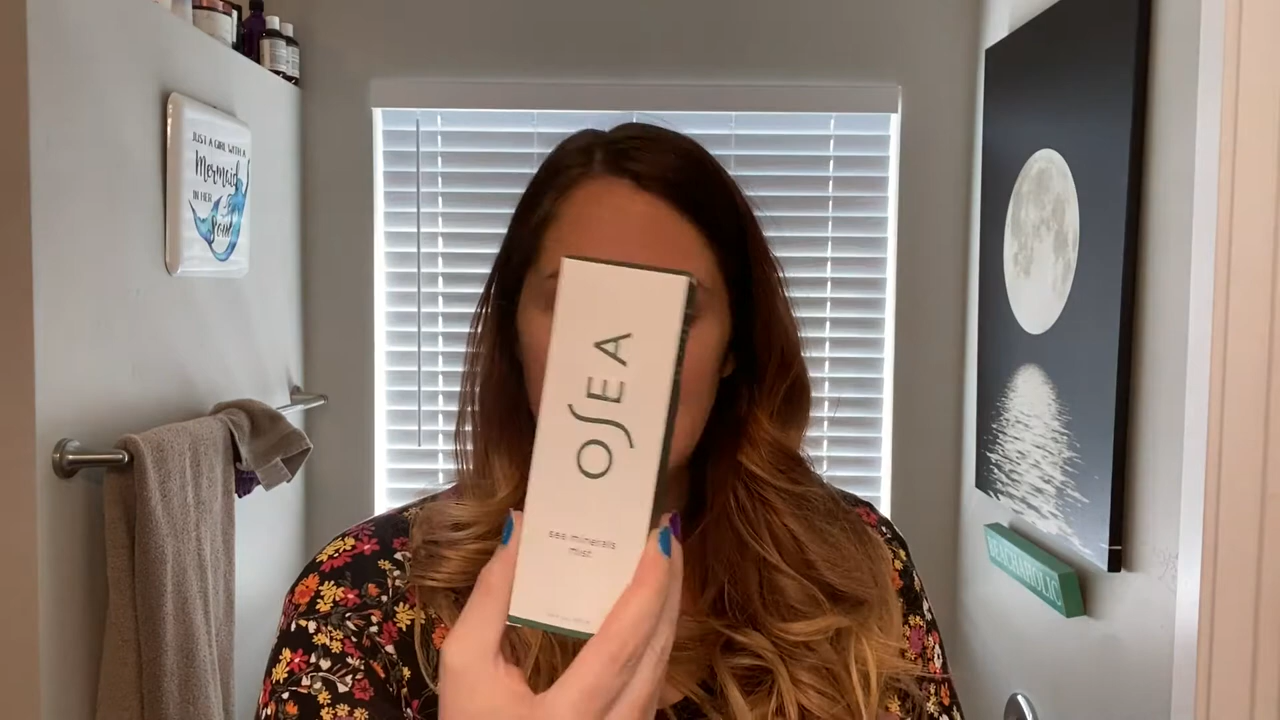 JUST A GIRL WITH A
Mermaid
IN HER
Soul
OSEA
sea minerals
mist
BEACHAHOLIC